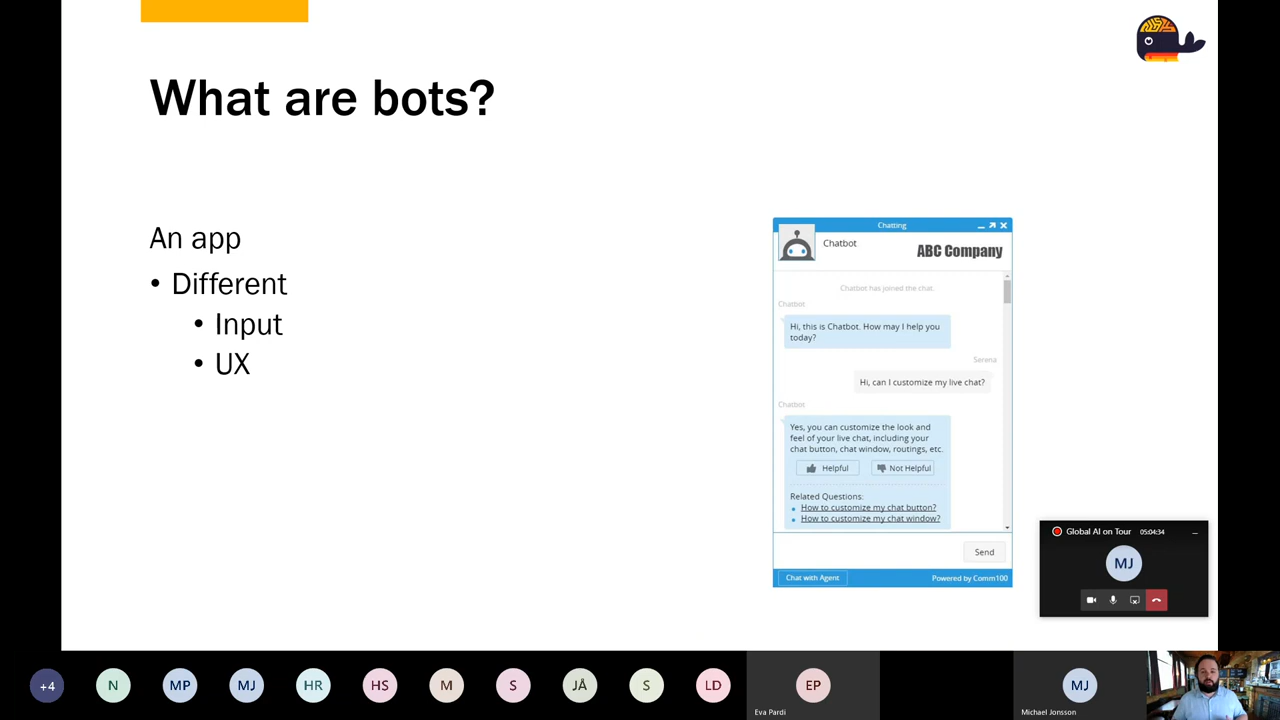 What are bots?
An app
• Different
• Input
• UX
Chatting
Chatbot
ABC Company
Chatbot has joined the chat.
Chatbot
Hi, this is Chatbot. How may I help you
today?
Serena
Hi, can I customize my live chat?
Chatbot
Yes, you can customize the look and
feel of your live chat, including your
chat button, chat window, routings, etc.
Helpful
Not Helpful
Related Questions:
How to customize my chat button?
How to customize my chat window?
Send
Chat with Agent
Powered by Comm100
Global AI on Tour
05:04:34
MJ
+4
N
MP
MJ
HR
HS
M
S
JÅ
S
LD
EP
Eva Pardi
MJ
Michael Jonsson